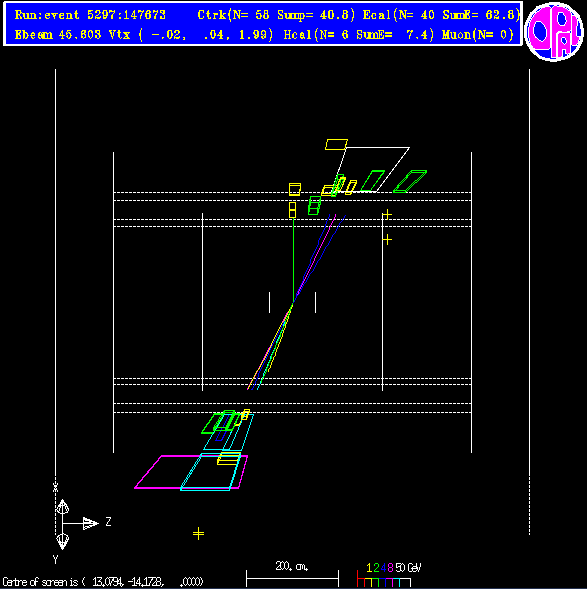 Run:event 5297:147673 Ctrk(N= 58 Sump= 40.8) Ecal(N= 40 SumE= 62.8)
Ebeam 46.603 Vtx ( -.02, .04, 1.99) Hcal(N= 6 SumE= 7.4) Muon(N= 0)
OPAL
Z
Y
200. cm.
1 2 4 8 50 GeV
Centre of screen is ( 13.0794, -14.1728, .0000)